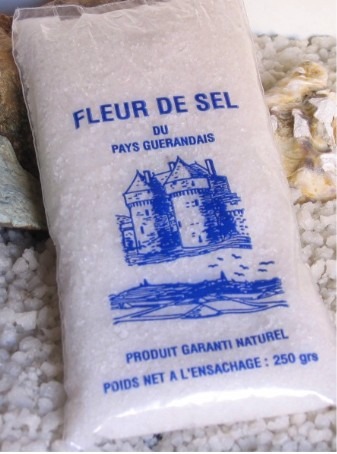 FLEUR DE SEL
DU
PAYS GUERANDAIS
PRODUIT GARANTI NATUREL
POIDS NET A L'ENSACHAGE : 250 grs